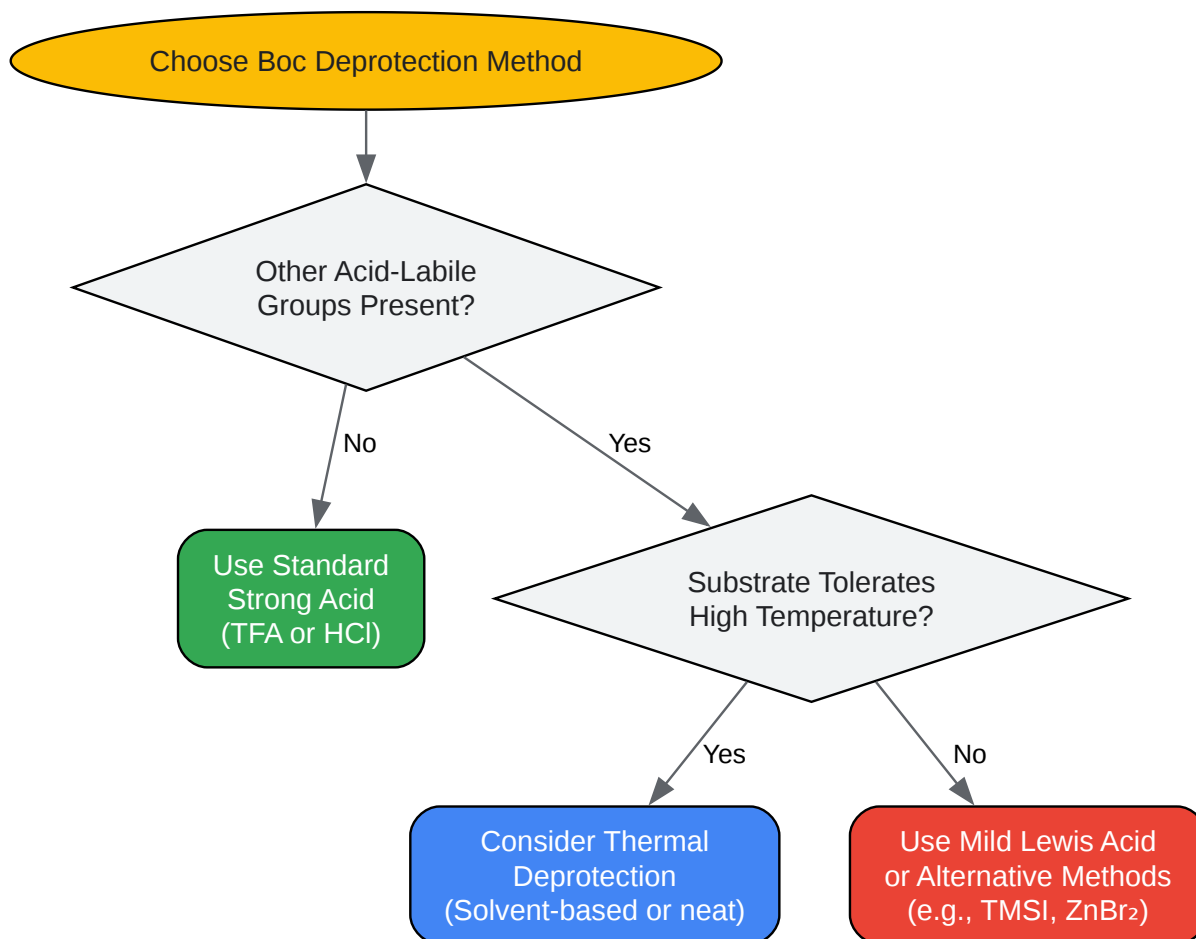 Choose Boc Deprotection Method
Other Acid-Labile
Groups Present?
No
Yes
Use Standard
Strong Acid
(TFA or HCl)
Substrate Tolerates
High Temperature?
Yes
No
Consider Thermal
Deprotection
(Solvent-based or neat)
Use Mild Lewis Acid
or Alternative Methods
(e.g., TMSI, ZnBr₂)